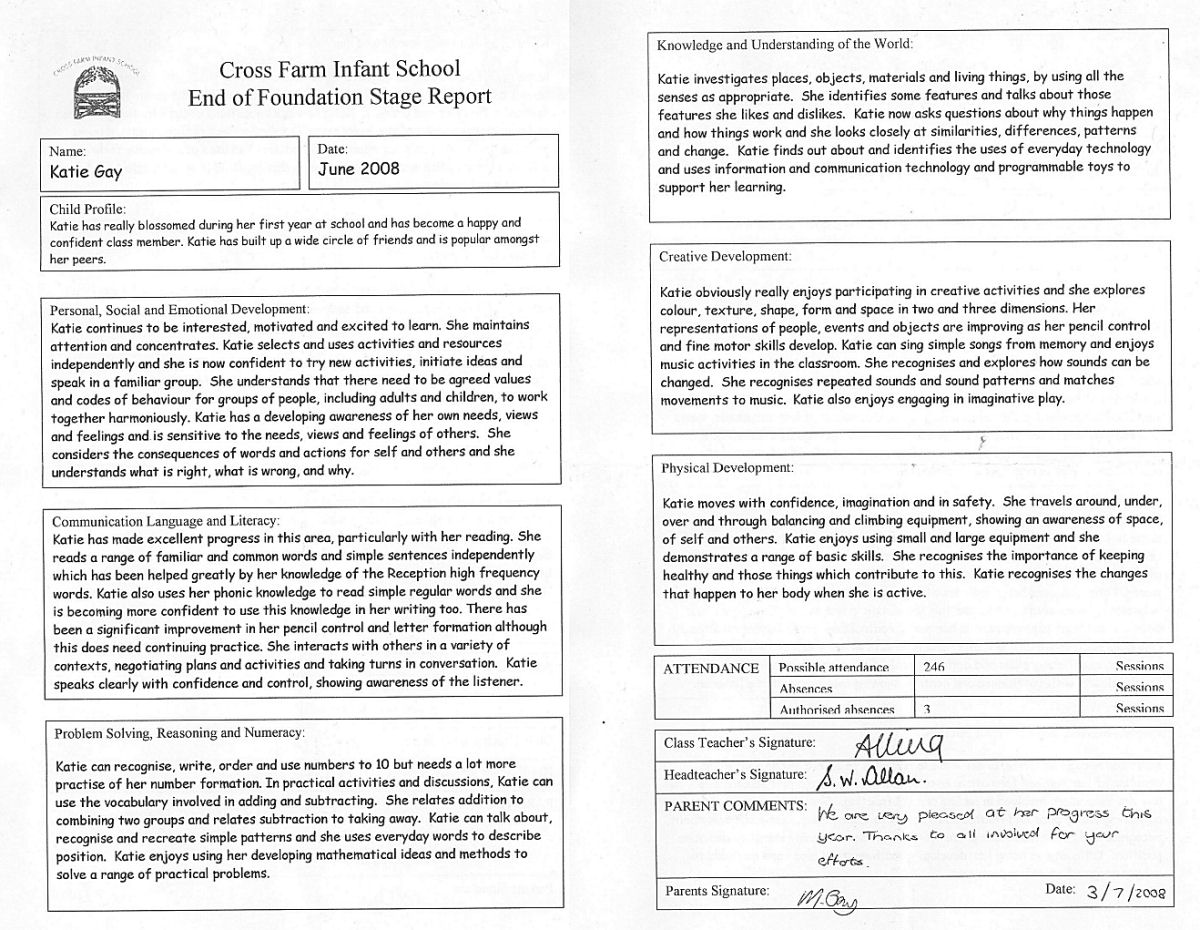 CROSS FARM INFANT SCHOOL
Cross Farm Infant School
End of Foundation Stage Report
Name:
Katie Gay
Date:
June 2008
Child Profile:
Katie has really blossomed during her first year at school and has become a happy and
confident class member. Katie has built up a wide circle of friends and is popular amongst
her peers.
Personal, Social and Emotional Development:
Katie continues to be interested, motivated and excited to learn. She maintains
attention and concentrates. Katie selects and uses activities and resources
independently and she is now confident to try new activities, initiate ideas and
speak in a familiar group. She understands that there need to be agreed values
and codes of behaviour for groups of people, including adults and children, to work
together harmoniously. Katie has a developing awareness of her own needs, views
and feelings and is sensitive to the needs, views and feelings of others. She
considers the consequences of words and actions for self and others and she
understands what is right, what is wrong, and why.
Communication Language and Literacy:
Katie has made excellent progress in this area, particularly with her reading. She
reads a range of familiar and common words and simple sentences independently
which has been helped greatly by her knowledge of the Reception high frequency
words. Katie also uses her phonic knowledge to read simple regular words and she
is becoming more confident to use this knowledge in her writing too. There has
been a significant improvement in her pencil control and letter formation although
this does need continuing practice. She interacts with others in a variety of
contexts, negotiating plans and activities and taking turns in conversation. Katie
speaks clearly with confidence and control, showing awareness of the listener.
Problem Solving, Reasoning and Numeracy:
Katie can recognise, write, order and use numbers to 10 but needs a lot more
practise of her number formation. In practical activities and discussions, Katie can
use the vocabulary involved in adding and subtracting. She relates addition to
combining two groups and relates subtraction to taking away. Katie can talk about,
recognise and recreate simple patterns and she uses everyday words to describe
position. Katie enjoys using her developing mathematical ideas and methods to
solve a range of practical problems.
Knowledge and Understanding of the World:
Katie investigates places, objects, materials and living things, by using all the
senses as appropriate. She identifies some features and talks about those
features she likes and dislikes. Katie now asks questions about why things happen
and how things work and she looks closely at similarities, differences, patterns
and change. Katie finds out about and identifies the uses of everyday technology
and uses information and communication technology and programmable toys to
support her learning.
Creative Development:
Katie obviously really enjoys participating in creative activities and she explores
colour, texture, shape, form and space in two and three dimensions. Her
representations of people, events and objects are improving as her pencil control
and fine motor skills develop. Katie can sing simple songs from memory and enjoys
music activities in the classroom. She recognises and explores how sounds can be
changed. She recognises repeated sounds and sound patterns and matches
movements to music. Katie also enjoys engaging in imaginative play.
Physical Development:
Katie moves with confidence, imagination and in safety. She travels around, under,
over and through balancing and climbing equipment, showing an awareness of space,
of self and others. Katie enjoys using small and large equipment and she
demonstrates a range of basic skills. She recognises the importance of keeping
healthy and those things which contribute to this. Katie recognises the changes
that happen to her body when she is active.
ATTENDANCE Possible attendance 246 Sessions
Absences Sessions
Authorised absences 3 Sessions
Class Teacher's Signature:
Headteacher's Signature: S. W. Allan.
PARENT COMMENTS: We are very pleased at her progress this
year. Thanks to all involved for your
efforts.
Parents Signature: M. Gay Date: 3/7/2008